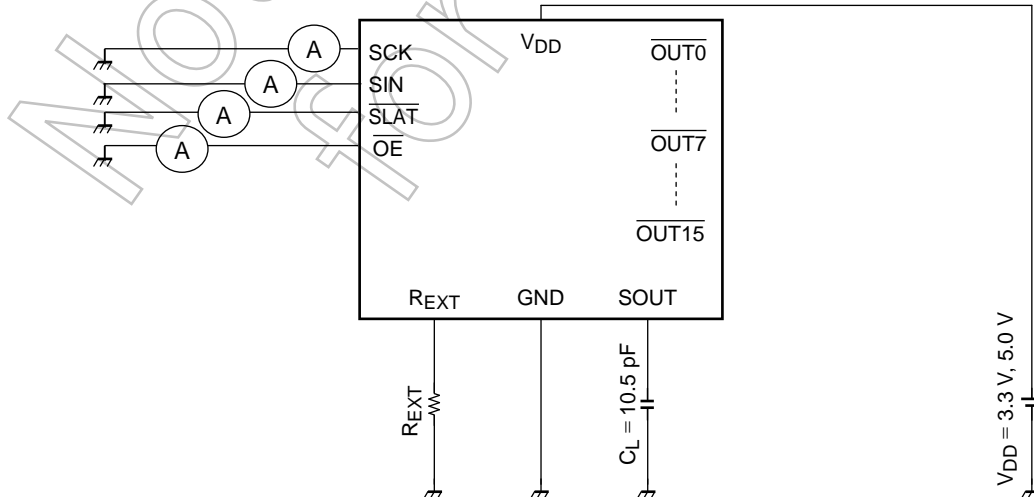 A SCK
A SIN
A SLAT
A OE
VDD
OUT0
OUT7
OUT15
REXT GND SOUT
REXT
CL = 10.5 pF
VDD = 3.3 V, 5.0 V